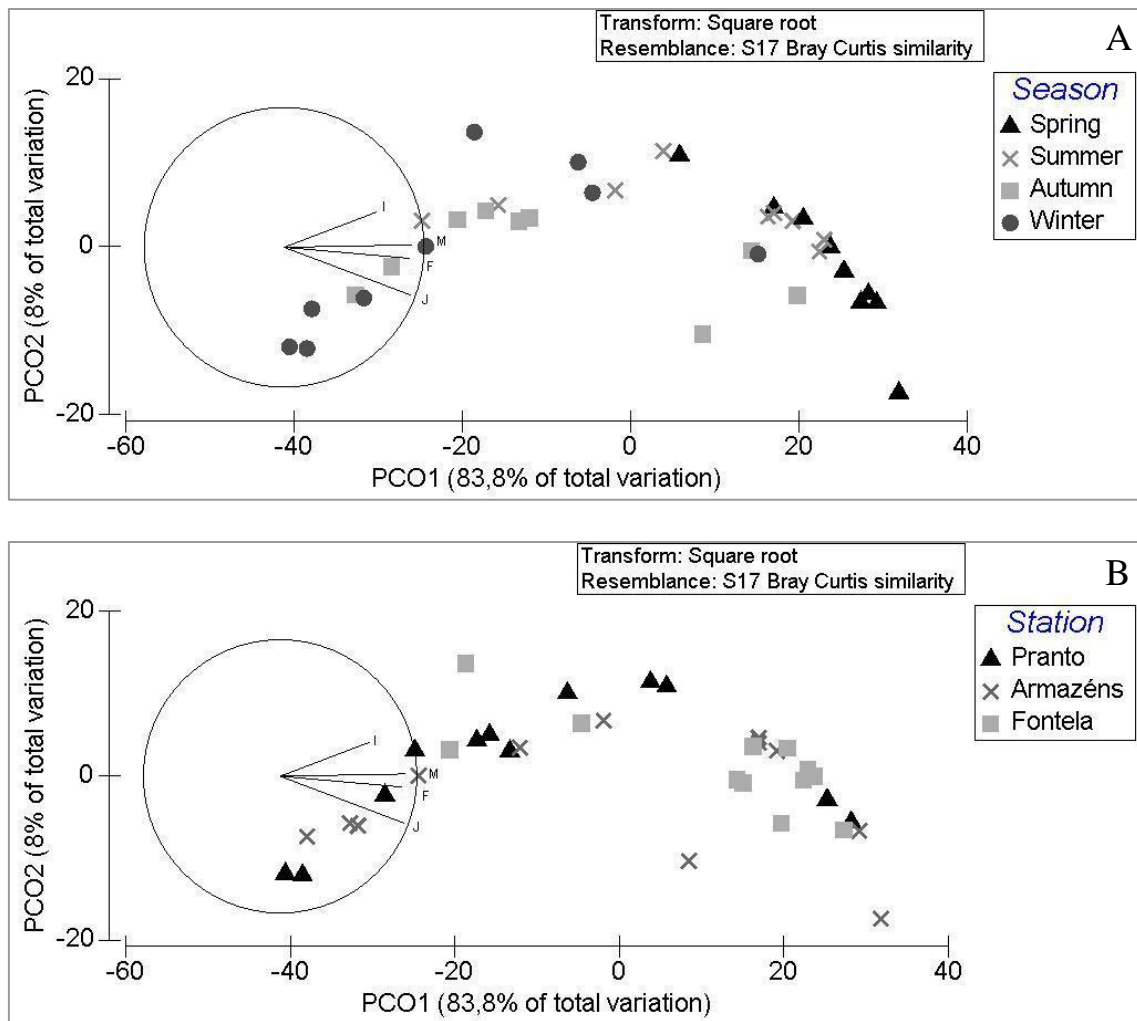 Transform: Square root
Resemblance: S17 Bray Curtis similarity
A
Season
Spring
Summer
Autumn
Winter
PCO2 (8% of total variation)
20
0
-20
I
M
F
J
-60
-40
-20
0
20
40
PCO1 (83,8% of total variation)
Transform: Square root
Resemblance: S17 Bray Curtis similarity
B
Station
Pranto
Armazéns
Fontela
PCO2 (8% of total variation)
20
0
-20
I
M
F
J
-60
-40
-20
0
20
40
PCO1 (83,8% of total variation)